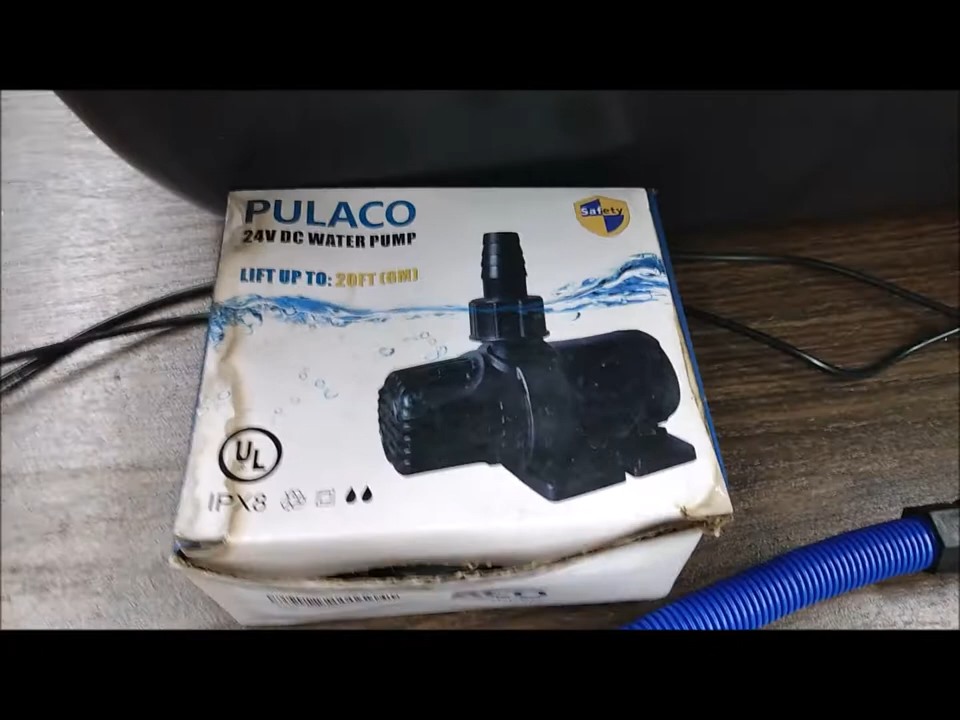 PULACO
24V DC WATER PUMP
Safety
LIFT UP TO: 20FT (6M)
UL
IPX8